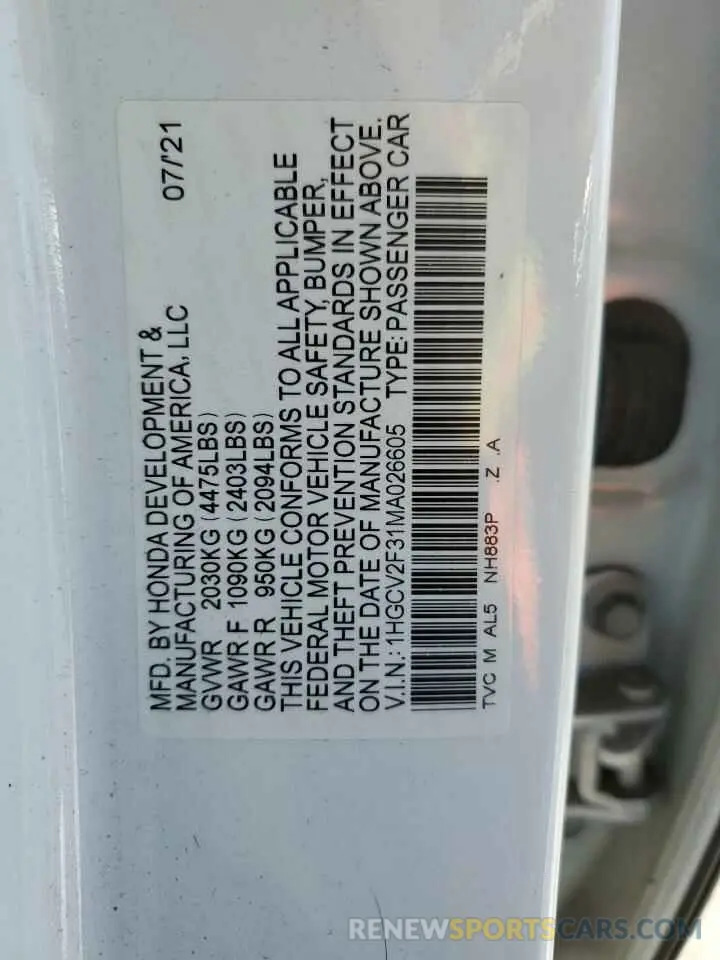 MFD. BY HONDA DEVELOPMENT & 07/'21
MANUFACTURING OF AMERICA, LLC
GVWR 2030KG (4475LBS)
GAWR F 1090KG (2403LBS)
GAWR R 950KG (2094LBS)
THIS VEHICLE CONFORMS TO ALL APPLICABLE
FEDERAL MOTOR VEHICLE SAFETY, BUMPER,
AND THEFT PREVENTION STANDARDS IN EFFECT
ON THE DATE OF MANUFACTURE SHOWN ABOVE.
V.I.N.: 1HGCV2F31MA026605 TYPE: PASSENGER CAR
TVC M AL5 NH883P .Z .A
RENEWSPORTSCARS.COM